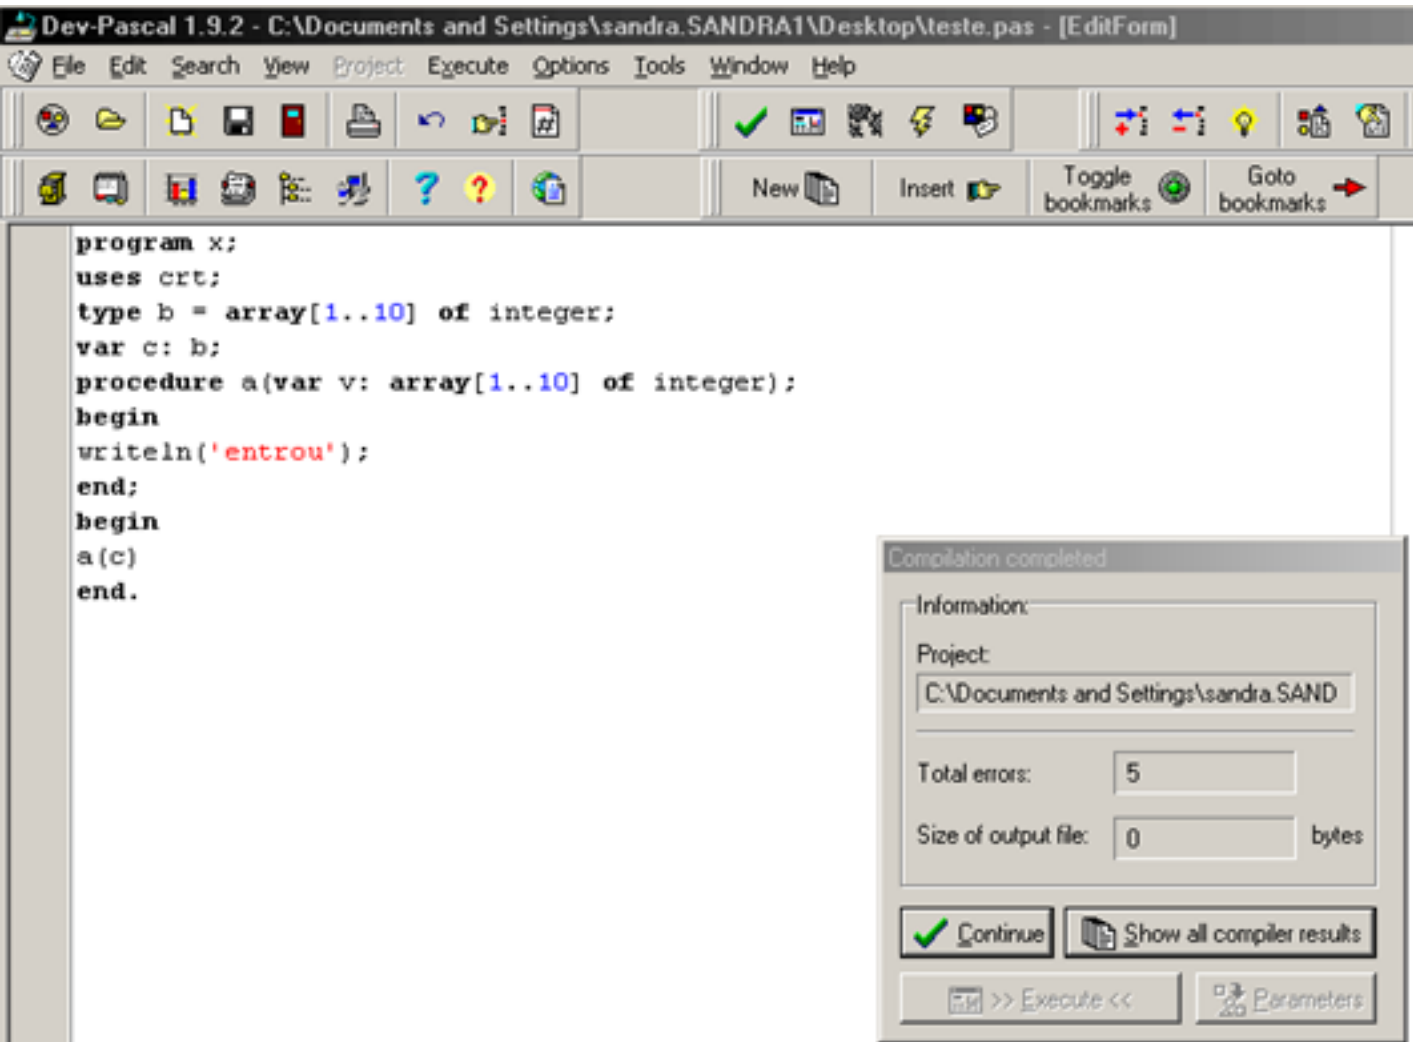 Dev-Pascal 1.9.2 - C:\Documents and Settings\sandra.SANDRA1\Desktop\teste.pas - [EditForm]
File Edit Search View Project Execute Options Tools Window Help
New Insert Toggle bookmarks Goto bookmarks
program x;
uses crt;
type b = array[1..10] of integer;
var c: b;
procedure a(var v: array[1..10] of integer);
begin
writeln('entrou');
end;
begin
a(c)
end.
Compilation completed
Information:
Project:
C:\Documents and Settings\sandra.SAND
Total errors: 5
Size of output file: 0 bytes
Continue Show all compiler results
>> Execute << Parameters